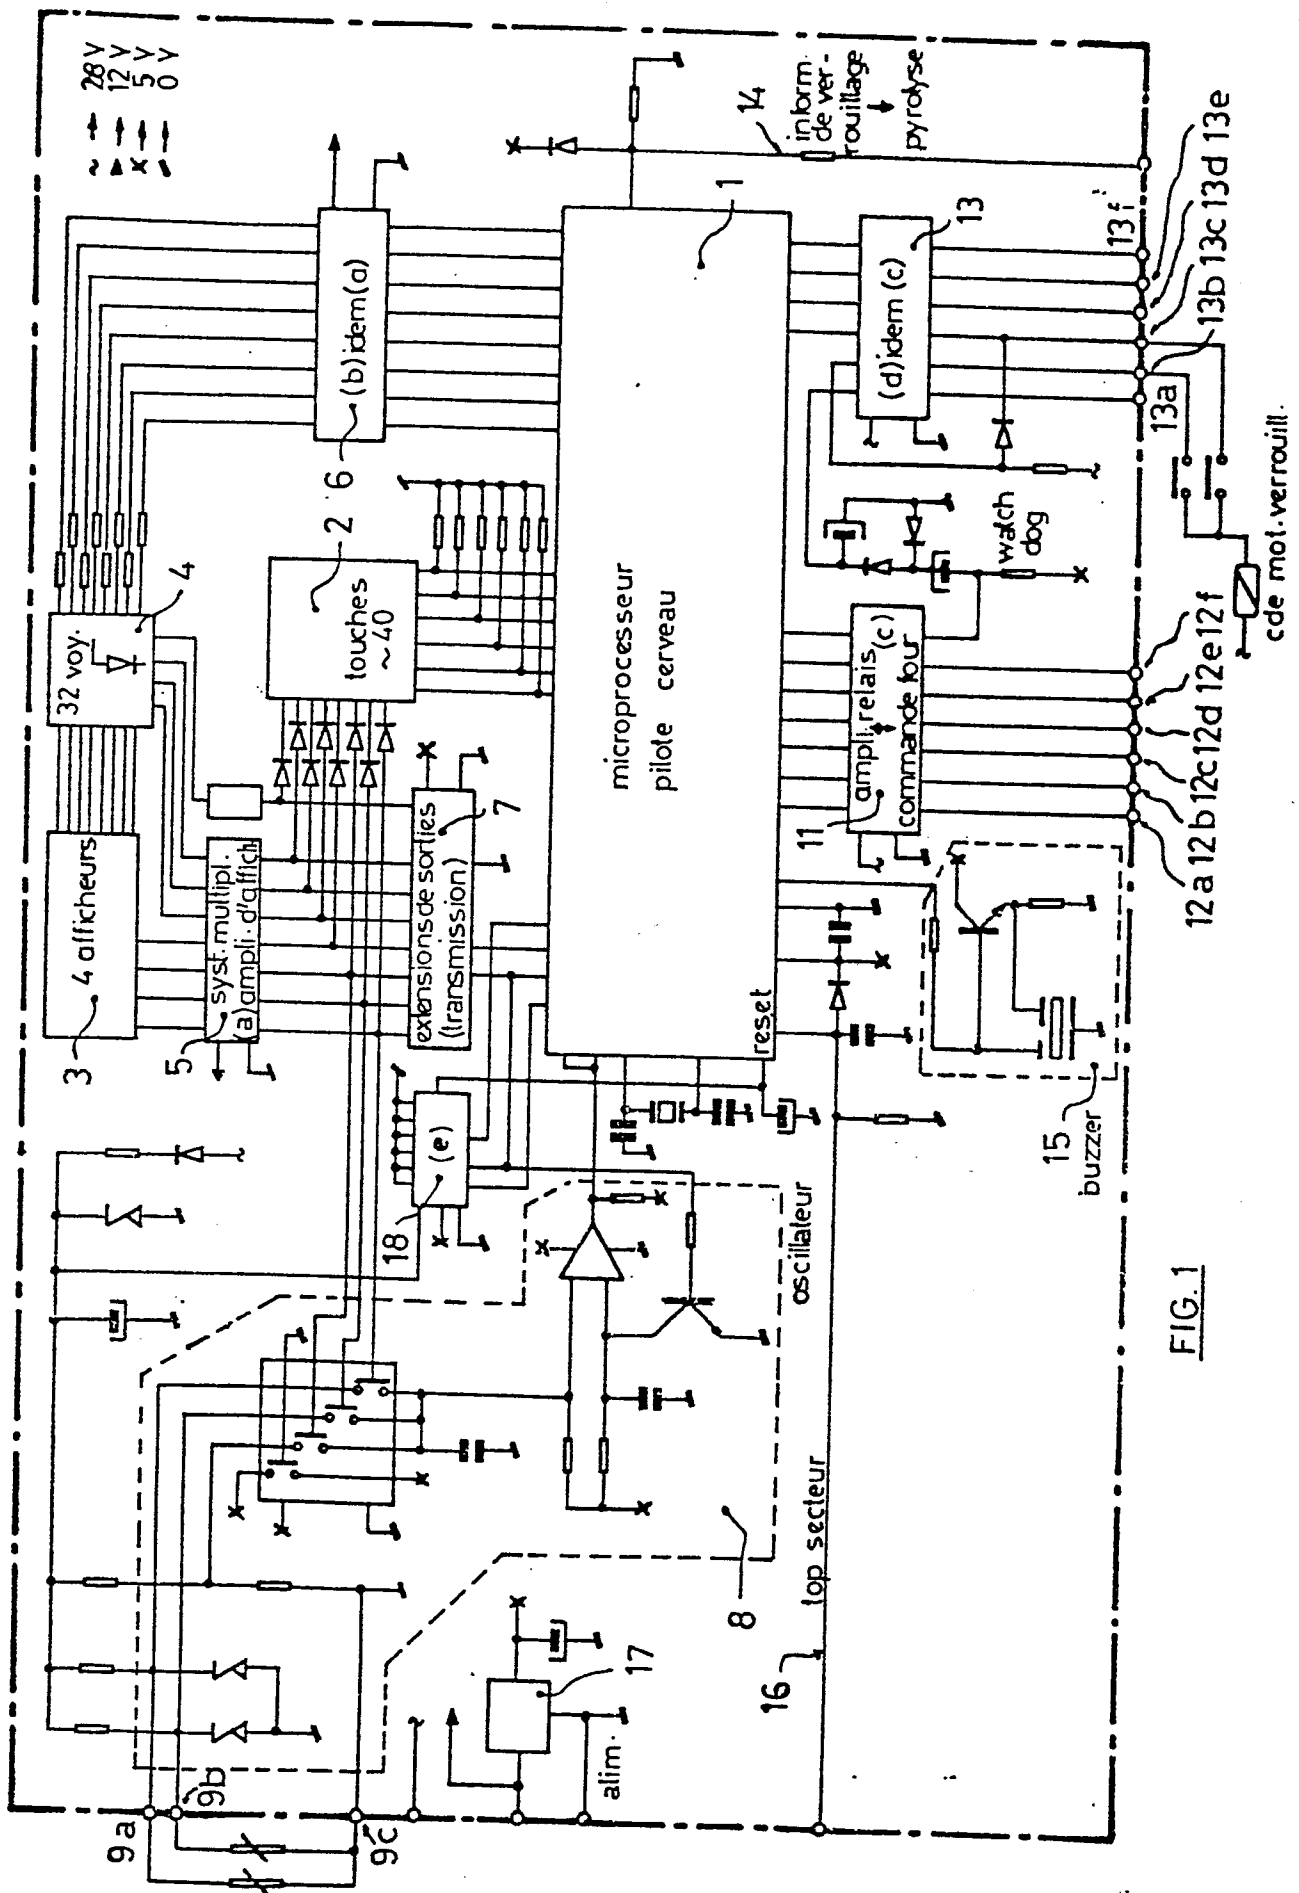 28 V
12 V
5 V
0 V
3
4 afficheurs
32 voy.
4
5
syst. multipl.
(a) ampli. d'affich
6
(b) idem (a)
2
touches
~ 40
extensions de sorties
(transmission)
7
18
(e)
1
microprocesseur
pilote cerveau
reset
14
inform.
de ver-
rouillage
pyrolyse
9a
9b
9c
17
alim.
8
oscillateur
16
top secteur
15
buzzer
11
ampli. relais (c)
commande four
watch
dog
13
(d) idem (c)
12a
12b
12c
12d
12e
12f
13a
13b
13c
13d
13e
13f
cde mot. verrouill.
FIG.1